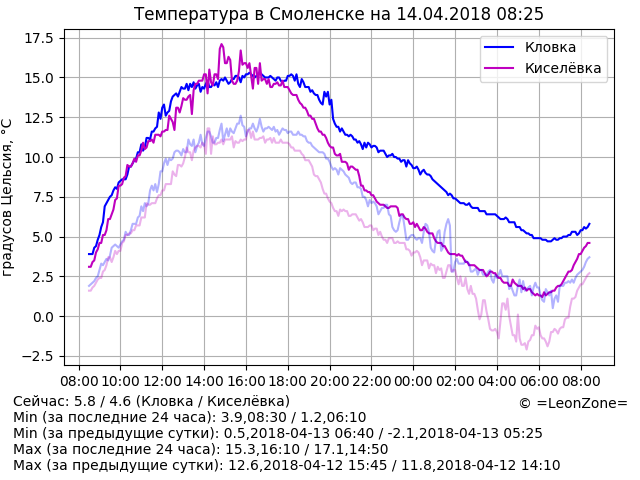 Температура в Смоленске на 14.04.2018 08:25
градусов Цельсия, °C
17.5
15.0
12.5
10.0
7.5
5.0
2.5
0.0
−2.5
Кловка
Киселёвка
08:00 10:00 12:00 14:00 16:00 18:00 20:00 22:00 00:00 02:00 04:00 06:00 08:00
Сейчас: 5.8 / 4.6 (Кловка / Киселёвка)
© =LeonZone=
Min (за последние 24 часа): 3.9,08:30 / 1.2,06:10
Min (за предыдущие сутки): 0.5,2018-04-13 06:40 / -2.1,2018-04-13 05:25
Max (за последние 24 часа): 15.3,16:10 / 17.1,14:50
Max (за предыдущие сутки): 12.6,2018-04-12 15:45 / 11.8,2018-04-12 14:10